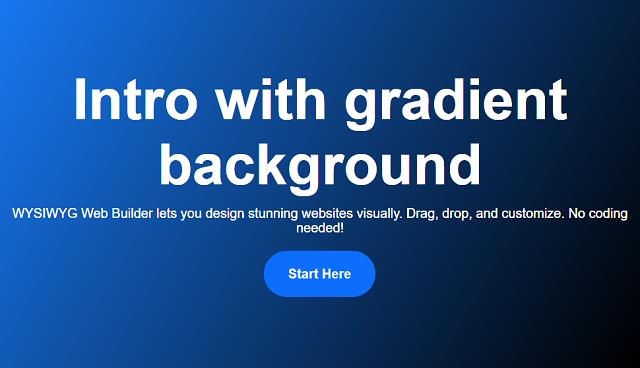 Intro with gradient
background
WYSIWYG Web Builder lets you design stunning websites visually. Drag, drop, and customize. No coding
needed!
Start Here